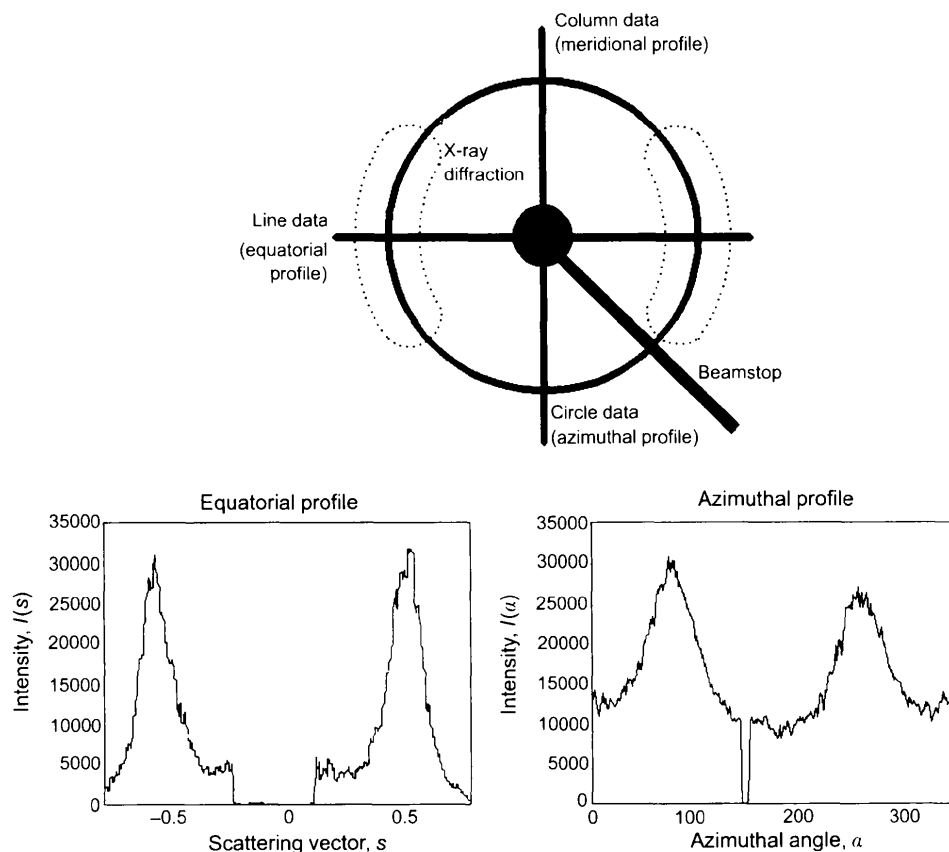 Column data
(meridional profile)
X-ray
diffraction
Line data
(equatorial
profile)
Beamstop
Circle data
(azimuthal profile)
Equatorial profile
35000
30000
25000
20000
15000
10000
5000
0
Intensity, I(s)
–0.5
0
0.5
Scattering vector, s
Azimuthal profile
35000
30000
25000
20000
15000
10000
5000
0
Intensity, I(a)
0
100
200
300
Azimuthal angle, a